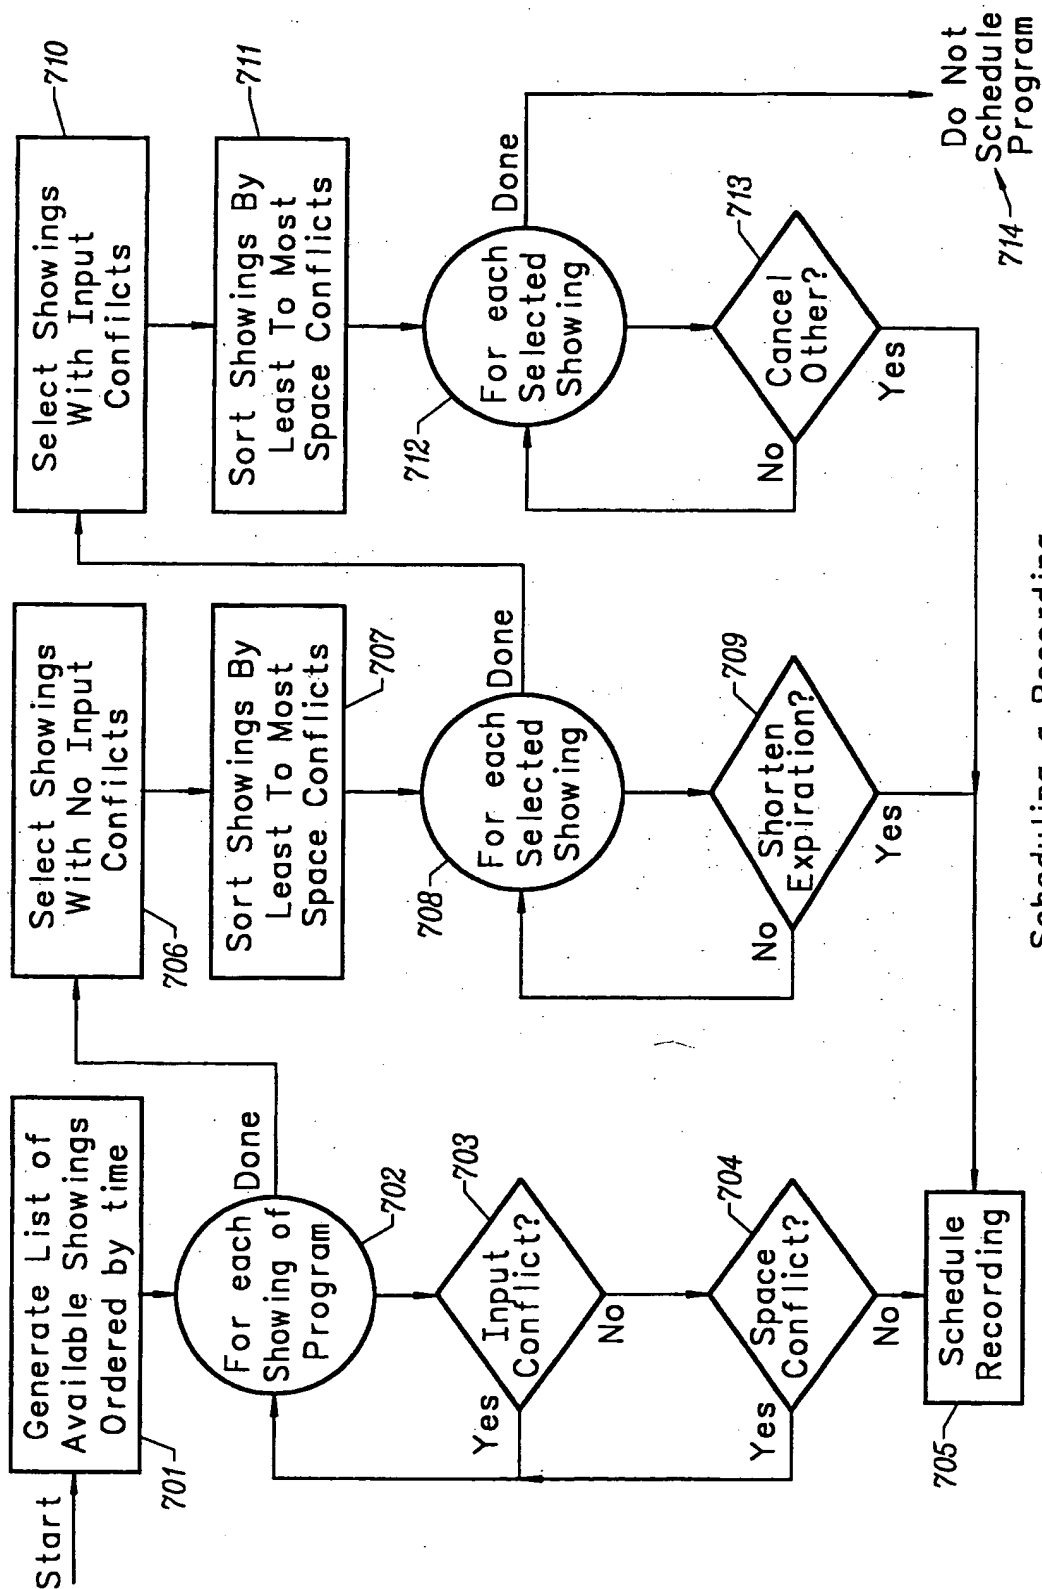 Start
Generate List of
Available Showings
Ordered by time
701
For each
Showing of
Program
Done
702
Input
Conflict?
703
Yes
No
Space
Conflict?
704
Yes
No
Schedule
Recording
705
Select Showings
With No Input
Confilcts
706
Sort Showings By
Least To Most
Space Conflicts
707
For each
Selected
Showing
Done
708
Shorten
Expiration?
709
No
Yes
Select Showings
With Input
Confilcts
710
Sort Showings By
Least To Most
Space Conflicts
711
For each
Selected
Showing
Done
712
Cancel
Other?
713
No
Yes
Do Not
Schedule
Program
714
Scheduling a Recording